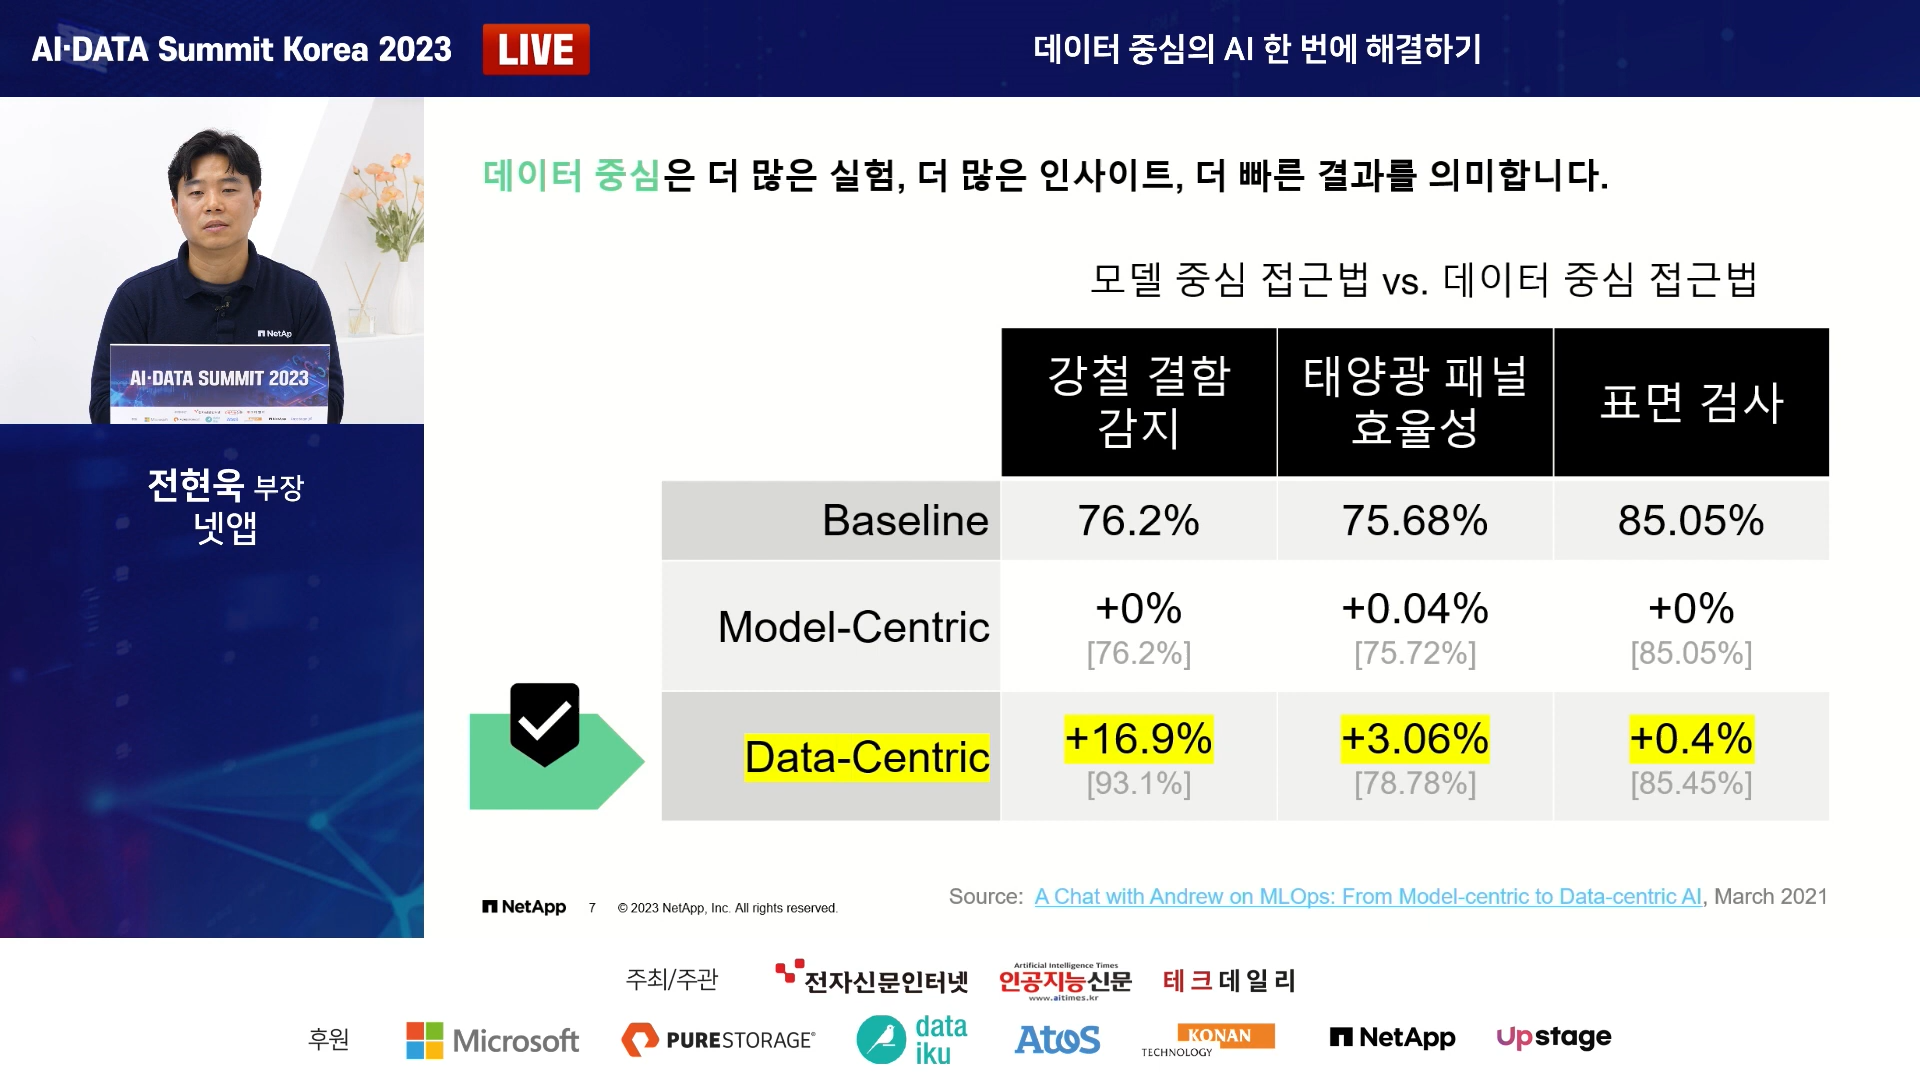 AI·DATA Summit Korea 2023
LIVE
데이터 중심의 AI 한 번에 해결하기
데이터 중심은 더 많은 실험, 더 많은 인사이트, 더 빠른 결과를 의미합니다.
모델 중심 접근법 vs. 데이터 중심 접근법
강철 결함
감지
태양광 패널
효율성
표면 검사
Baseline 76.2% 75.68% 85.05%
Model-Centric
+0% +0.04% +0%
[76.2%] [75.72%] [85.05%]
Data-Centric
+16.9% +3.06% +0.4%
[93.1%] [78.78%] [85.45%]
NetApp
AI·DATA SUMMIT 2023
전현욱 부장
넷앱
Source: A Chat with Andrew on MLOps: From Model-centric to Data-centric AI, March 2021
NetApp 7 © 2023 NetApp, Inc. All rights reserved.
주최/주관
전자신문인터넷
Artificial Intelligence Times
인공지능신문
www.aitimes.kr
테크데일리
후원
Microsoft
PURESTORAGE
data
iku
Atos
KONAN
TECHNOLOGY
NetApp
Upstage